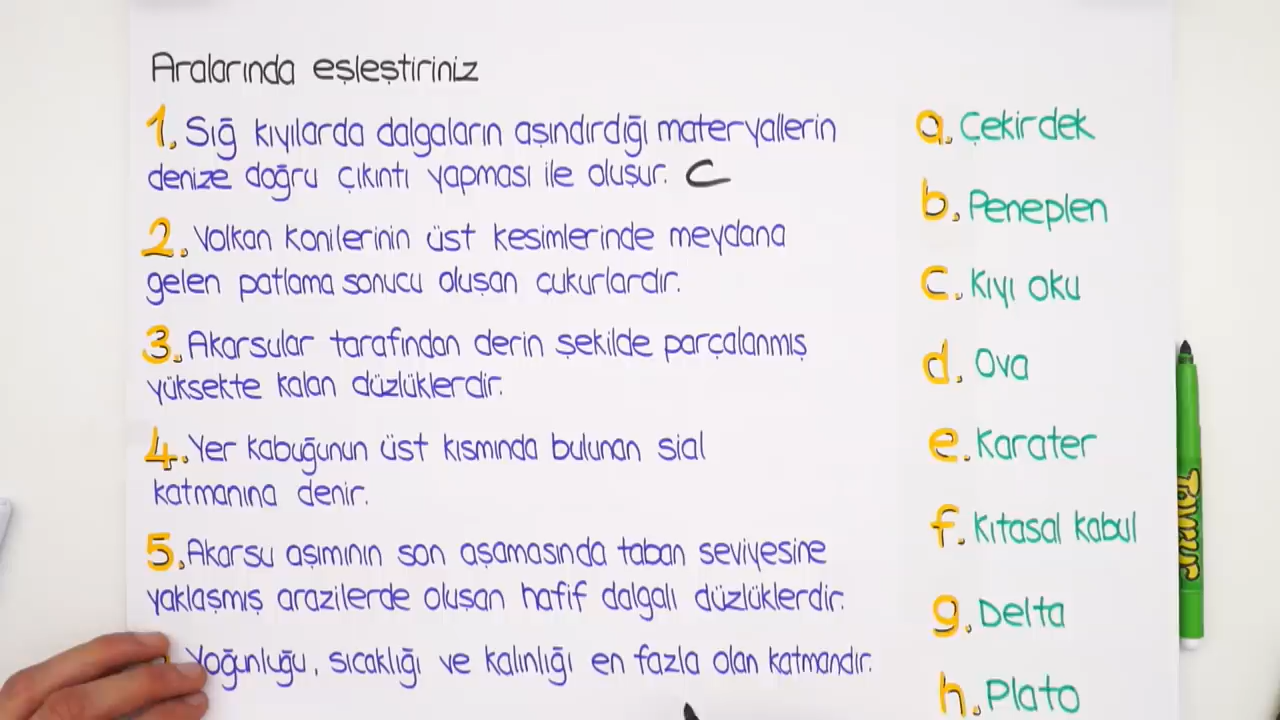 Aralarında eşleştiriniz
1. Sığ kıyılarda dalgaların aşındırdığı materyallerin
denize doğru çıkıntı yapması ile oluşur. C
2. Volkan konilerinin üst kesimlerinde meydana
gelen patlama sonucu oluşan çukurlardır.
3. Akarsular tarafından derin şekilde parçalanmış
yüksekte kalan düzlüklerdir.
4. Yer kabuğunun üst kısmında bulunan sial
katmanına denir.
5. Akarsu aşımının son aşamasında taban seviyesine
yaklaşmış arazilerde oluşan hafif dalgalı düzlüklerdir.
Yoğunluğu, sıcaklığı ve kalınlığı en fazla olan katmandır.
a. Çekirdek
b. Peneplen
c. Kıyı oku
d. Ova
e. Karater
f. Kıtasal kabul
g. Delta
h. Plato